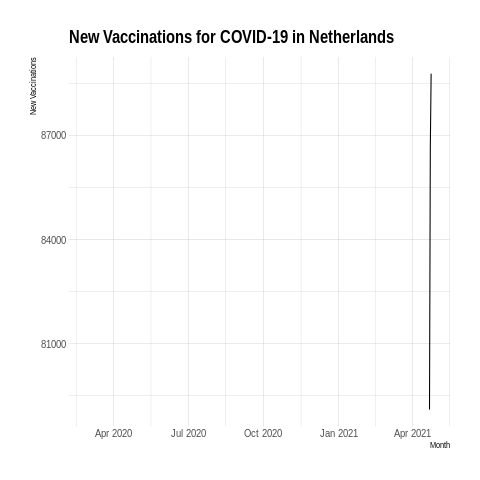 New Vaccinations for COVID-19 in Netherlands
New Vaccinations
87000
84000
81000
Apr 2020 Jul 2020 Oct 2020 Jan 2021 Apr 2021
Month